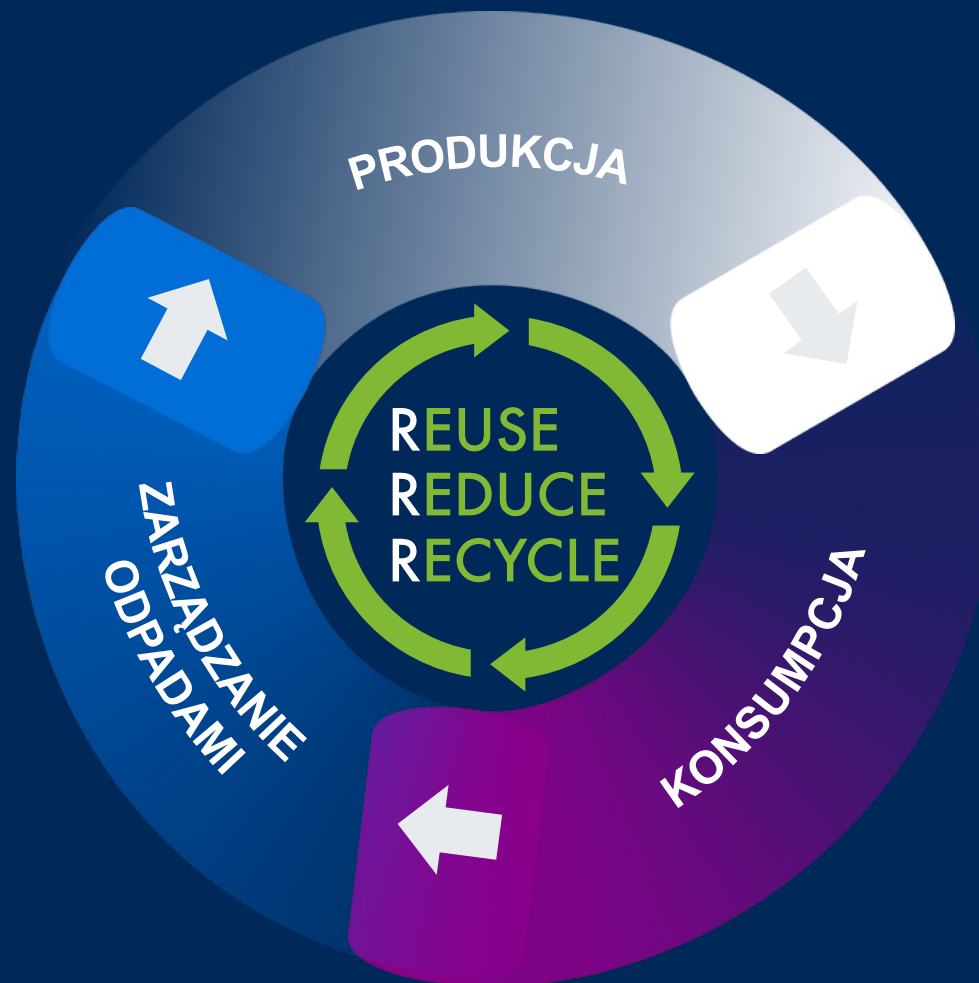 PRODUKCJA
REUSE
REDUCE
RECYCLE
ZARZĄDZANIE
ODPADAMI
KONSUMPCJA